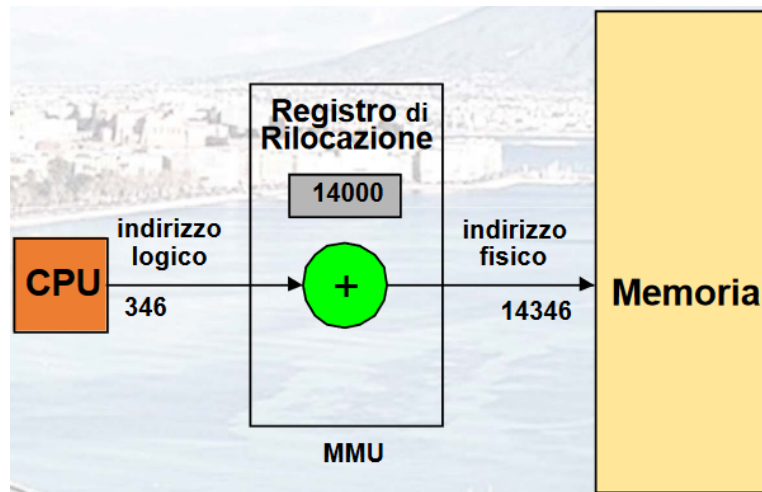 Registro di
Rilocazione
14000
indirizzo
logico
indirizzo
fisico
CPU
+
Memoria
346
14346
MMU